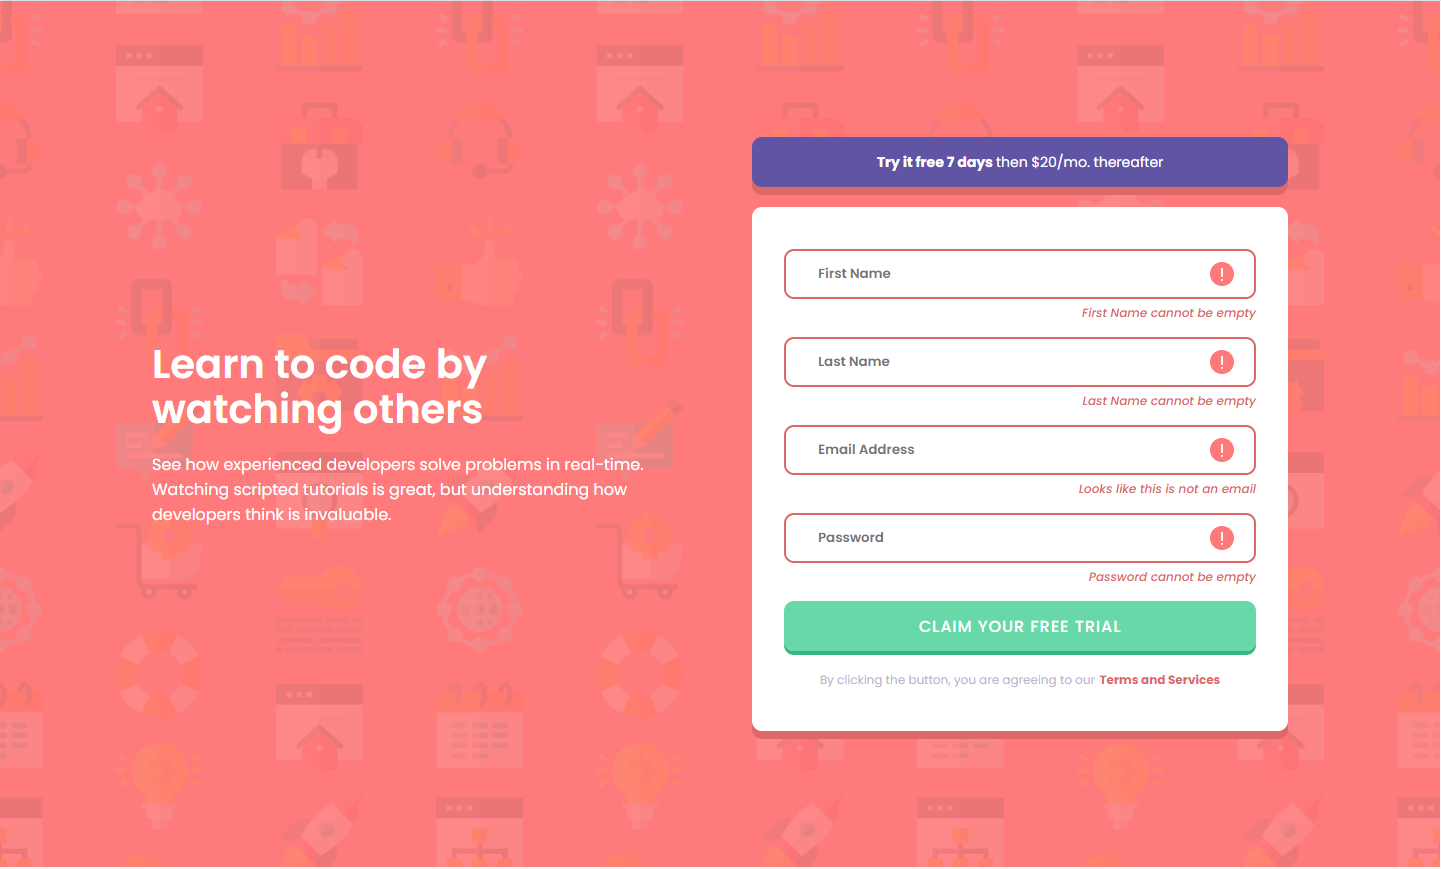 Learn to code by
watching others
See how experienced developers solve problems in real-time.
Watching scripted tutorials is great, but understanding how
developers think is invaluable.
Try it free 7 days then $20/mo. thereafter
First Name
First Name cannot be empty
Last Name
Last Name cannot be empty
Email Address
Looks like this is not an email
Password
Password cannot be empty
CLAIM YOUR FREE TRIAL
By clicking the button, you are agreeing to our Terms and Services